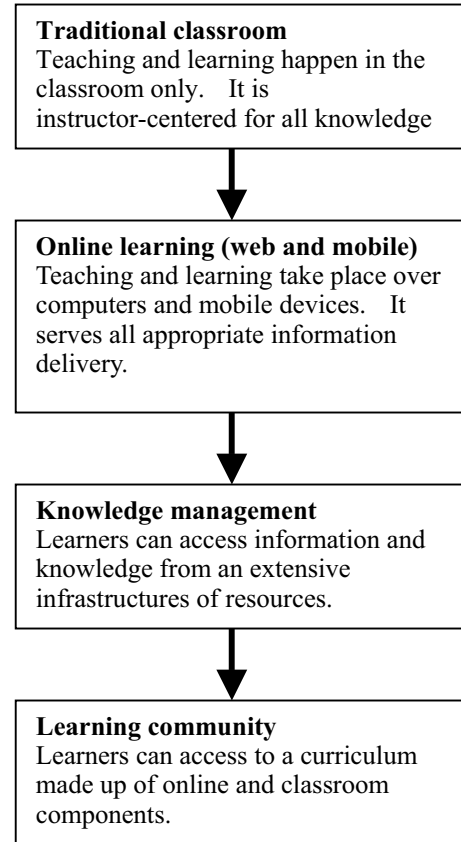 Traditional classroom
Teaching and learning happen in the
classroom only.   It is
instructor-centered for all knowledge
Online learning (web and mobile)
Teaching and learning take place over
computers and mobile devices.   It
serves all appropriate information
delivery.
Knowledge management
Learners can access information and
knowledge from an extensive
infrastructures of resources.
Learning community
Learners can access to a curriculum
made up of online and classroom
components.